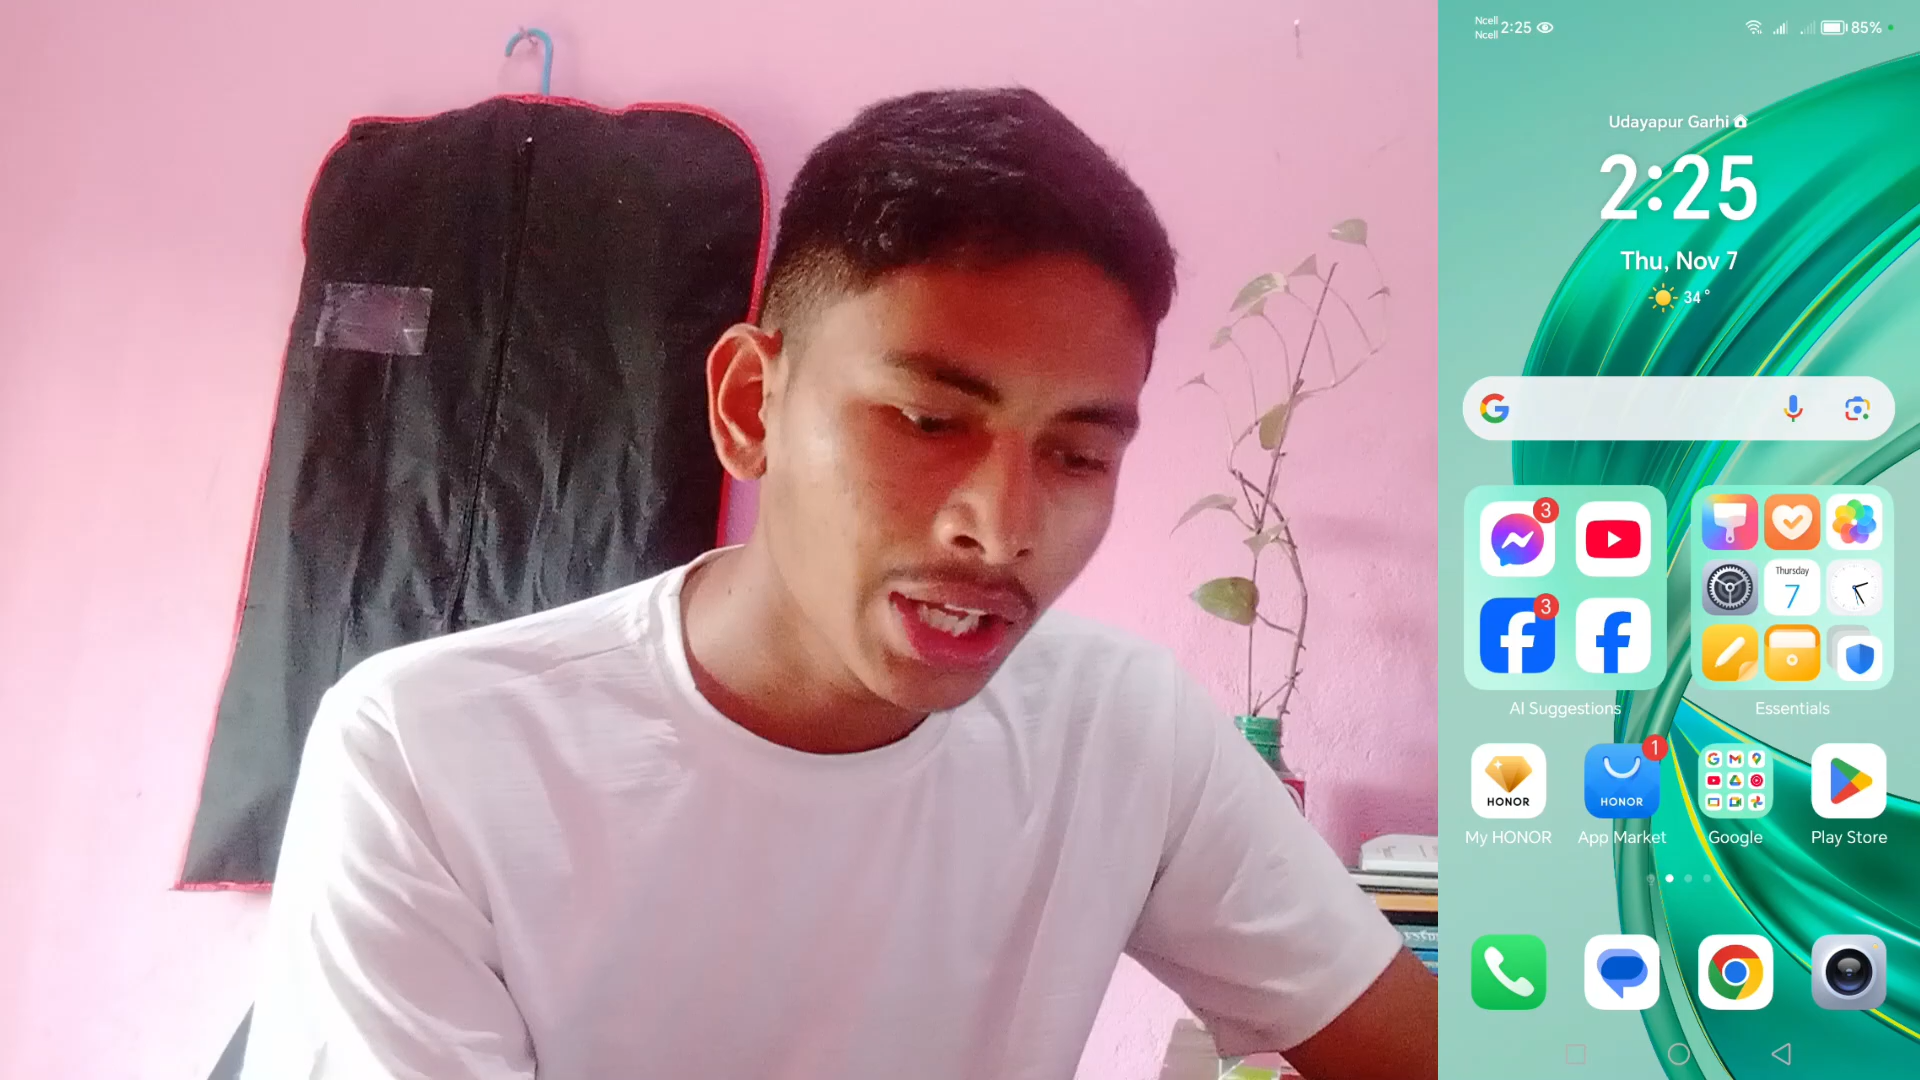 Ncell
Ncell
2:25
85%
Udayapur Garhi
2:25
Thu, Nov 7
34°
3
3
Thursday
7
AI Suggestions
Essentials
HONOR
1
HONOR
My HONOR
App Market
Google
Play Store